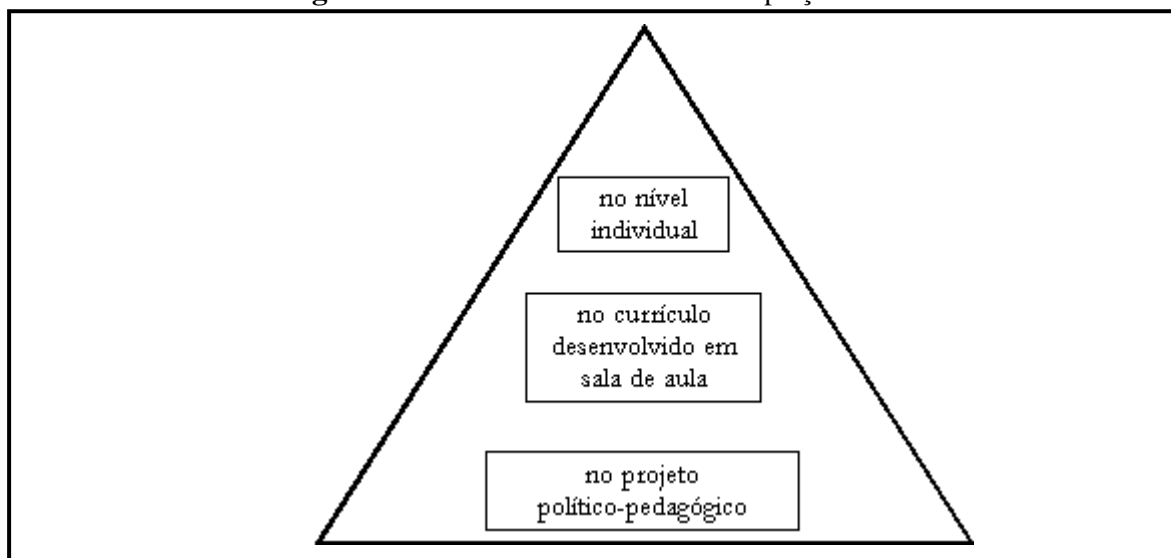 no nível
individual
no currículo
desenvolvido em
sala de aula
no projeto
político-pedagógico